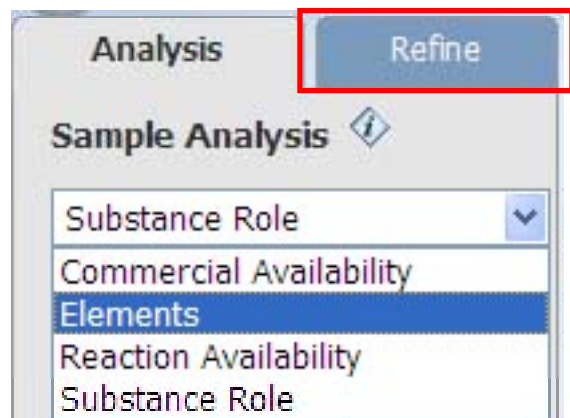 Analysis Refine
Sample Analysis
Substance Role
Commercial Availability
Elements
Reaction Availability
Substance Role